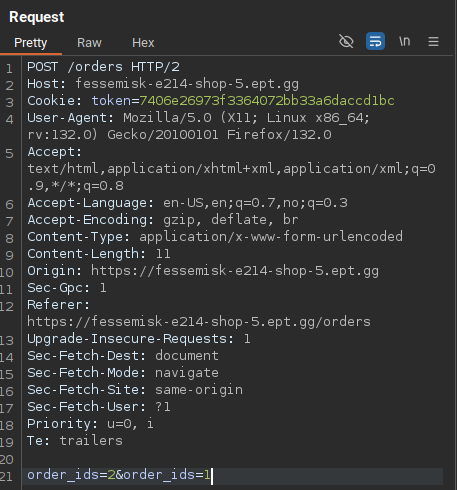 Request
Pretty Raw Hex
\n
1 POST /orders HTTP/2
2 Host: fessemisk-e214-shop-5.ept.gg
3 Cookie: token=7406e26973f3364072bb33a6daccd1bc
4 User-Agent: Mozilla/5.0 (X11; Linux x86_64;
rv:132.0) Gecko/20100101 Firefox/132.0
5 Accept:
text/html,application/xhtml+xml,application/xml;q=0
.9,*/*;q=0.8
6 Accept-Language: en-US,en;q=0.7,no;q=0.3
7 Accept-Encoding: gzip, deflate, br
8 Content-Type: application/x-www-form-urlencoded
9 Content-Length: 11
10 Origin: https://fessemisk-e214-shop-5.ept.gg
11 Sec-Gpc: 1
12 Referer:
https://fessemisk-e214-shop-5.ept.gg/orders
13 Upgrade-Insecure-Requests: 1
14 Sec-Fetch-Dest: document
15 Sec-Fetch-Mode: navigate
16 Sec-Fetch-Site: same-origin
17 Sec-Fetch-User: ?1
18 Priority: u=0, i
19 Te: trailers
20
21 order_ids=2&order_ids=1